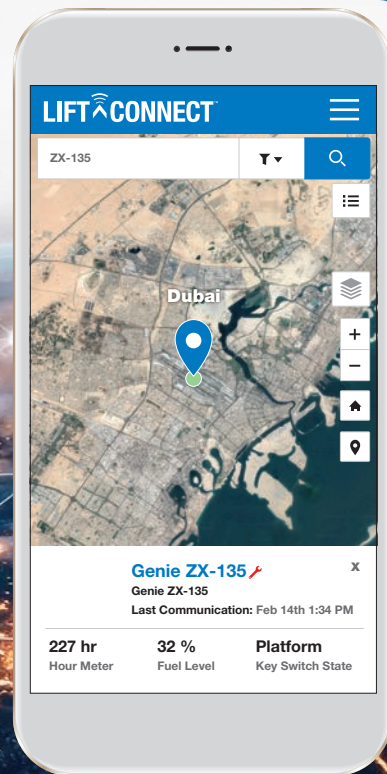 LIFT CONNECT
ZX-135
Dubai
+
−
Genie ZX-135
x
Genie ZX-135
Last Communication: Feb 14th 1:34 PM
227 hr
32 %
Platform
Hour Meter
Fuel Level
Key Switch State